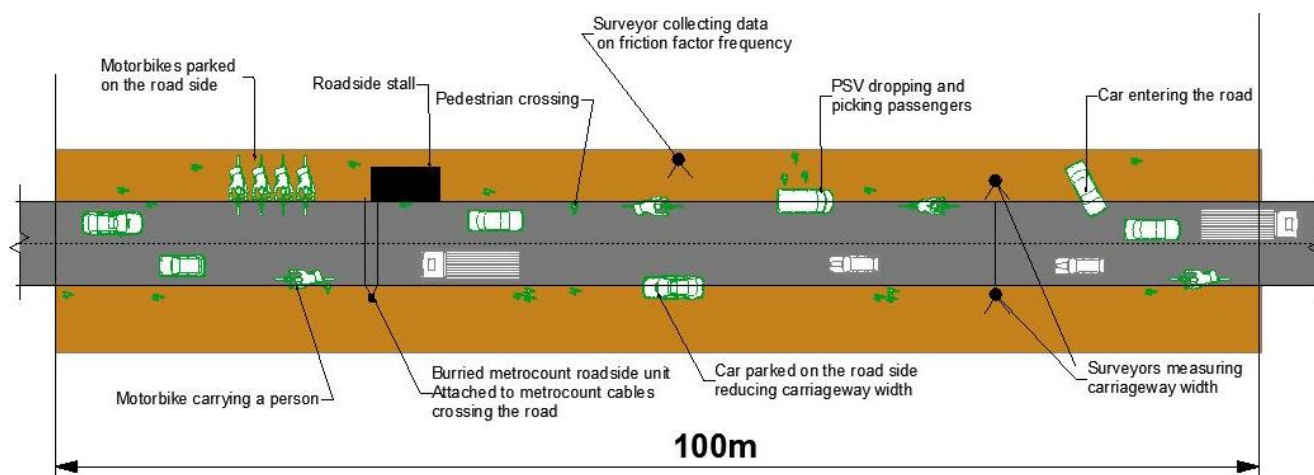 Surveyor collecting data
on friction factor frequency
Motorbikes parked
on the road side
Roadside stall
Pedestrian crossing
PSV dropping and
picking passengers
Car entering the road
Motorbike carrying a person
Burried metrocount roadside unit
Attached to metrocount cables
crossing the road
Car parked on the road side
reducing carriageway width
Surveyors measuring
carriageway width
100m